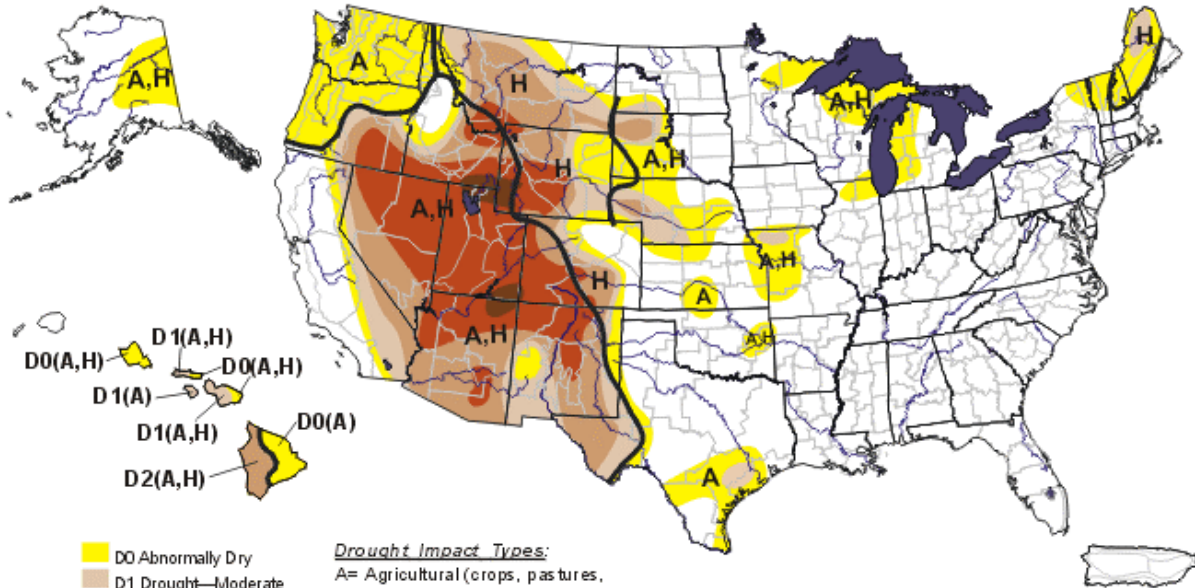 A,H
A
H
H
A,H
H
A,H
A,H
H
A,H
A,H
A
A,H
A
D1(A,H)
D0(A,H)
D0(A,H)
D1(A)
D1(A,H)
D0(A)
D2(A,H)
D0 Abnormally Dry
D1 Drought—Moderate
Drought Impact Types:
A= Agricultural (crops, pastures,